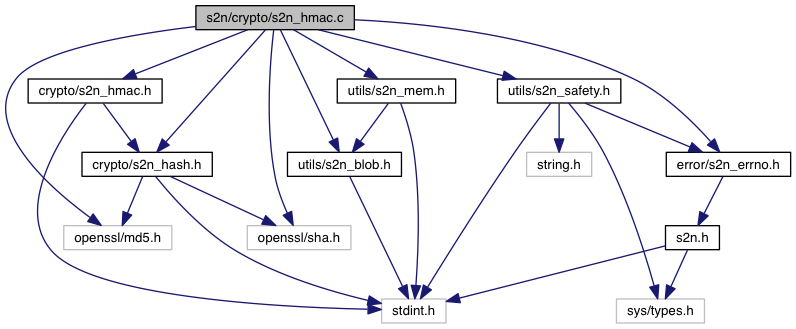 s2n/crypto/s2n_hmac.c
crypto/s2n_hmac.h
utils/s2n_mem.h
utils/s2n_safety.h
crypto/s2n_hash.h
utils/s2n_blob.h
string.h
error/s2n_errno.h
openssl/md5.h
openssl/sha.h
s2n.h
stdint.h
sys/types.h